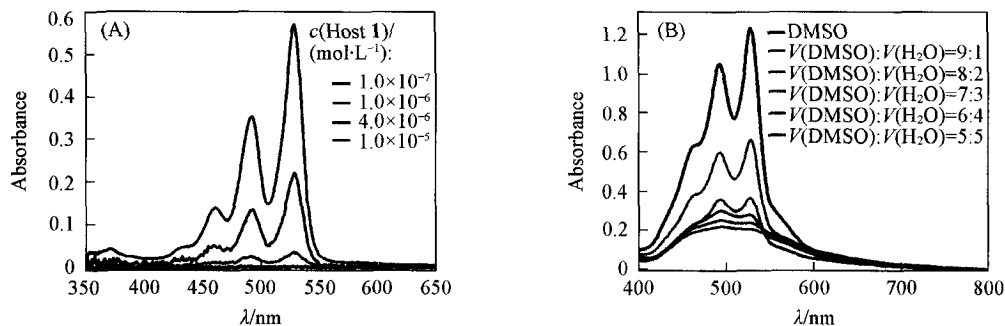 (A)
c(Host 1)/
(mol·L⁻¹):
1.0×10⁻⁷
1.0×10⁻⁶
4.0×10⁻⁶
1.0×10⁻⁵
Absorbance
0.6
0.5
0.4
0.3
0.2
0.1
0
350 400 450 500 550 600 650
λ/nm
(B)
DMSO
V(DMSO):V(H₂O)=9:1
V(DMSO):V(H₂O)=8:2
V(DMSO):V(H₂O)=7:3
V(DMSO):V(H₂O)=6:4
V(DMSO):V(H₂O)=5:5
Absorbance
1.2
1.0
0.8
0.6
0.4
0.2
0
400 500 600 700 800
λ/nm